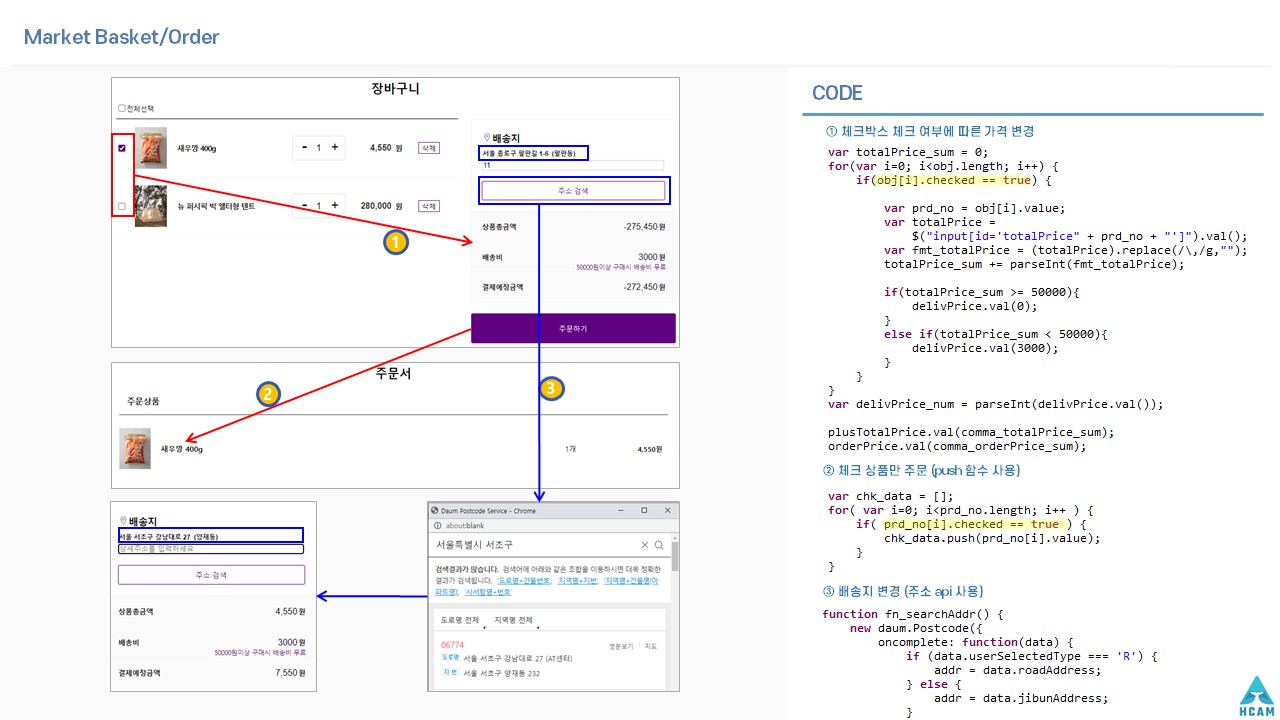 Market Basket/Order
장바구니
전체선택
새우깡 400g
- 1 +
4,550 원
삭제
뉴 퍼시픽 빅 쉘터형 텐트
- 1 +
280,000 원
삭제
배송지
서울 종로구 팔판길 1-6 (팔판동)
11
주소 검색
상품총금액 -275,450원
배송비 3000원
50000원이상 구매시 배송비 무료
결제예정금액 -272,450원
주문하기
1
2
3
주문서
주문상품
새우깡 400g 1개 4,550원
배송지
서울 서초구 강남대로 27 (양재동)
상세주소를 입력하세요
주소 검색
상품총금액 4,550원
배송비 3000원
50000원이상 구매시 배송비 무료
결제예정금액 7,550원
Daum Postcode Service - Chrome
about:blank
서울특별시 서초구
검색결과가 많습니다. 검색어에 아래와 같은 조합을 이용하시면 더욱 정확한
결과가 검색됩니다. '도로명+건물번호', '지역명+지번', '지역명+건물명(아
파트명)', '사서함명+번호'
도로명 전체 지역명 전체
06774 영문보기 지도
도로명 서울 서초구 강남대로 27 (AT센터)
지번 서울 서초구 양재동 232
CODE
① 체크박스 체크 여부에 따른 가격 변경
var totalPrice_sum = 0;
for(var i=0; i<obj.length; i++) {
if(obj[i].checked == true) {
var prd_no = obj[i].value;
var totalPrice =
$("input[id='totalPrice" + prd_no + "']").val();
var fmt_totalPrice = (totalPrice).replace(/\,/g,"");
totalPrice_sum += parseInt(fmt_totalPrice);
if(totalPrice_sum >= 50000){
delivPrice.val(0);
}
else if(totalPrice_sum < 50000){
delivPrice.val(3000);
}
}
}
var delivPrice_num = parseInt(delivPrice.val());
plusTotalPrice.val(comma_totalPrice_sum);
orderPrice.val(comma_orderPrice_sum);
② 체크 상품만 주문 (push 함수 사용)
var chk_data = [];
for( var i=0; i<prd_no.length; i++ ) {
if( prd_no[i].checked == true ) {
chk_data.push(prd_no[i].value);
}
}
③ 배송지 변경 (주소 api 사용)
function fn_searchAddr() {
new daum.Postcode({
oncomplete: function(data) {
if (data.userSelectedType === 'R') {
addr = data.roadAddress;
} else {
addr = data.jibunAddress;
}
HCAM